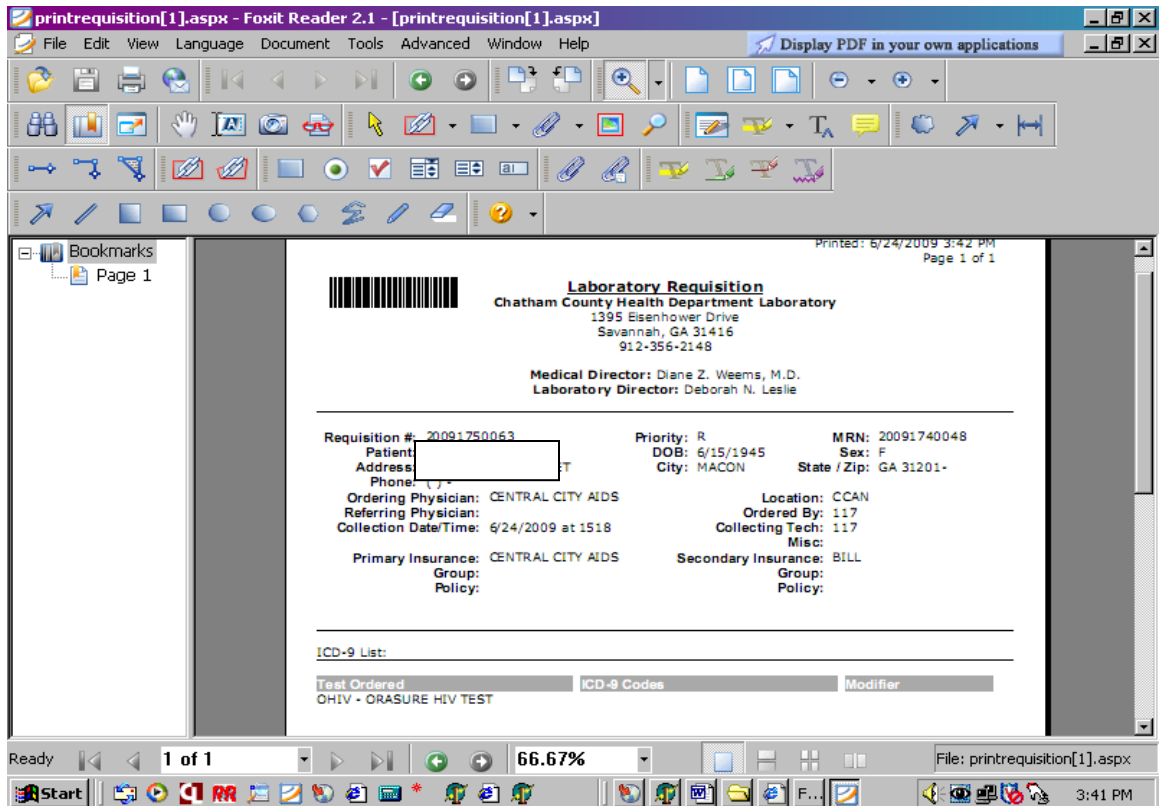 printrequisition[1].aspx - Foxit Reader 2.1 - [printrequisition[1].aspx]
File Edit View Language Document Tools Advanced Window Help
Display PDF in your own applications
Bookmarks
Page 1
Printed: 6/24/2009 3:42 PM
Page 1 of 1
Laboratory Requisition
Chatham County Health Department Laboratory
1395 Eisenhower Drive
Savannah, GA 31416
912-356-2148
Medical Director: Diane Z. Weems, M.D.
Laboratory Director: Deborah N. Leslie
Requisition #: 20091750063 Priority: R MRN: 20091740048
Patient: DOB: 6/15/1945 Sex: F
Address: ET City: MACON State / Zip: GA 31201-
Phone: ( ) -
Ordering Physician: CENTRAL CITY AIDS Location: CCAN
Referring Physician: Ordered By: 117
Collection Date/Time: 6/24/2009 at 1518 Collecting Tech: 117
Misc:
Primary Insurance: CENTRAL CITY AIDS Secondary Insurance: BILL
Group: Group:
Policy: Policy:
ICD-9 List:
Test Ordered ICD-9 Codes Modifier
OHIV - ORASURE HIV TEST
Ready 1 of 1 66.67% File: printrequisition[1].aspx
Start F... 3:41 PM